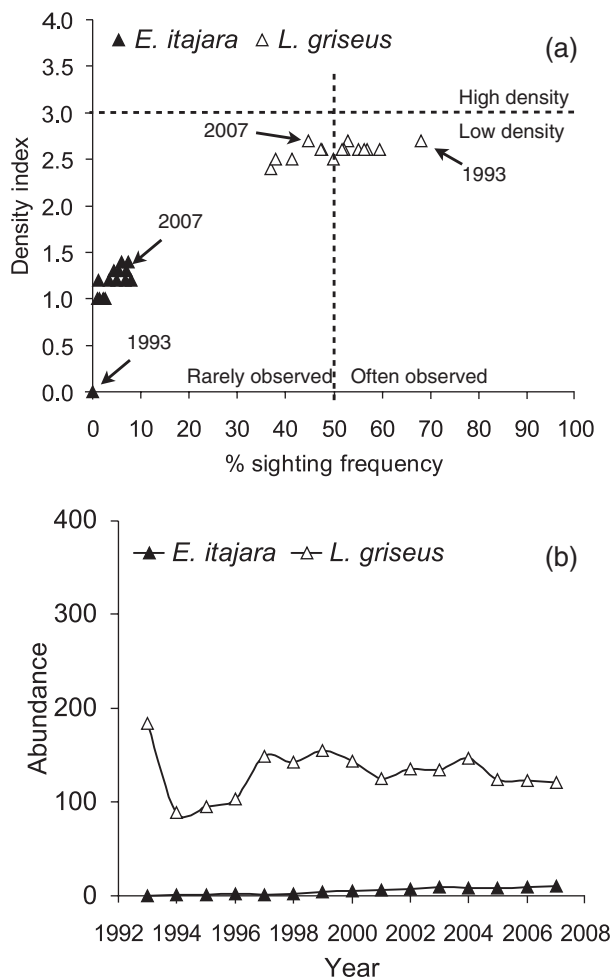 ▲ E. itajara △ L. griseus (a)
4.0
3.5
3.0
2.5
2.0
1.5
1.0
0.5
0.0
Density index
High density
Low density
2007
1993
2007
1993
Rarely observed
Often observed
0 10 20 30 40 50 60 70 80 90 100
% sighting frequency
▲ E. itajara △ L. griseus (b)
400
300
200
100
0
Abundance
1992 1994 1996 1998 2000 2002 2004 2006 2008
Year